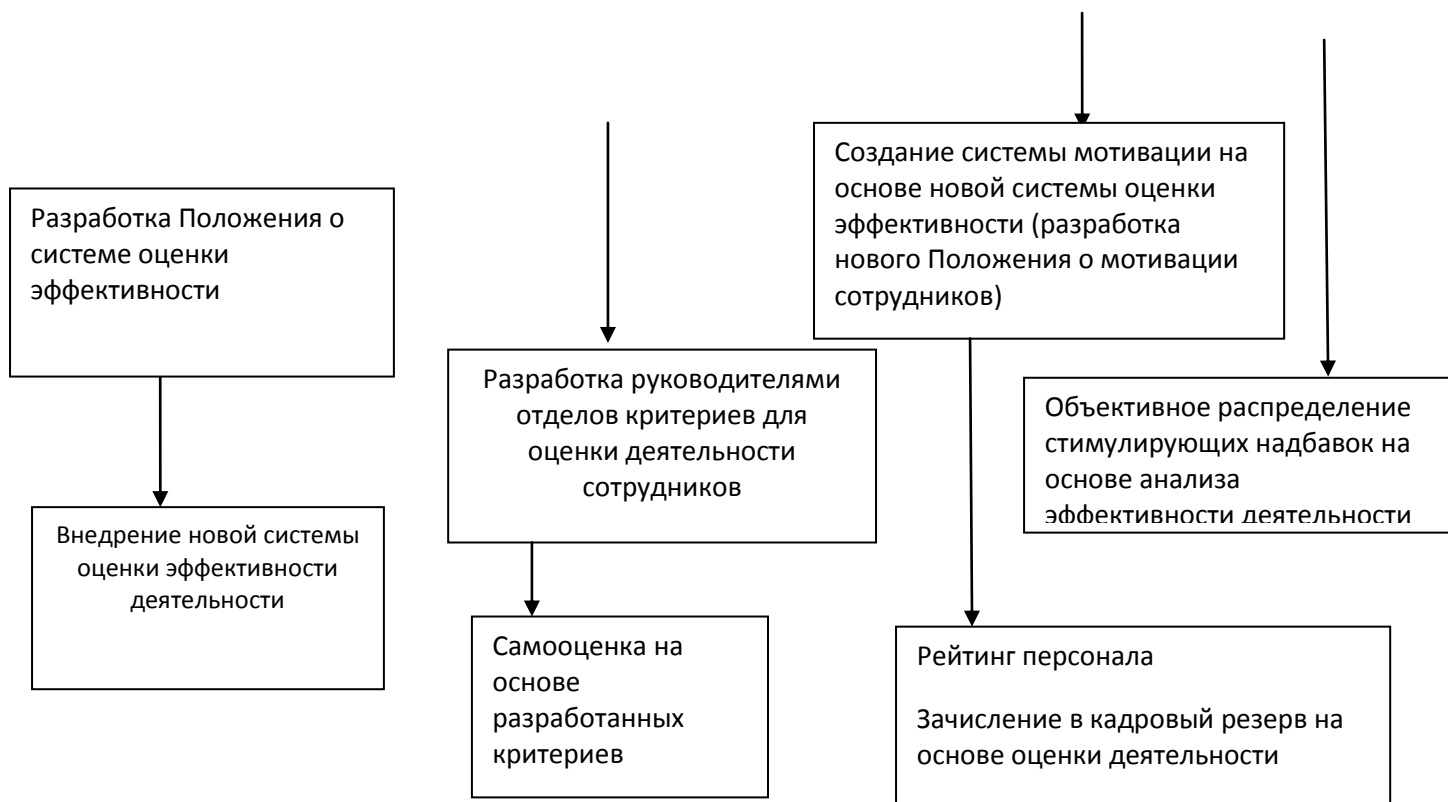 Создание системы мотивации на
основе новой системы оценки
эффективности (разработка
нового Положения о мотивации
сотрудников)
Разработка Положения о
системе оценки
эффективности
Разработка руководителями
отделов критериев для
оценки деятельности
сотрудников
Объективное распределение
стимулирующих надбавок на
основе анализа
эффективности деятельности
Внедрение новой системы
оценки эффективности
деятельности
Самооценка на
основе
разработанных
критериев
Рейтинг персонала
Зачисление в кадровый резерв на
основе оценки деятельности